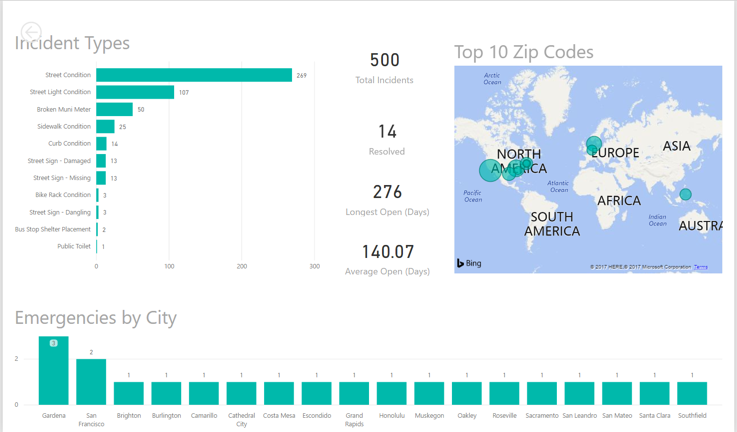 Incident Types
Street Condition 269
Street Light Condition 107
Broken Muni Meter 50
Sidewalk Condition 25
Curb Condition 14
Street Sign - Damaged 13
Street Sign - Missing 13
Bike Rack Condition 3
Street Sign - Dangling 3
Bus Stop Shelter Placement 2
Public Toilet 1
0 100 200 300
500
Total Incidents
14
Resolved
276
Longest Open (Days)
140.07
Average Open (Days)
Top 10 Zip Codes
Arctic
Ocean
NORTH
AMERICA
EUROPE
ASIA
Pacific
Ocean
Atlantic
Ocean
AFRICA
SOUTH
AMERICA
Indian
Ocean
AUSTRA
Bing
© 2017 HERE,© 2017 Microsoft Corporation Terms
Emergencies by City
2
0
3 2 1 1 1 1 1 1 1 1 1 1 1 1 1 1 1 1
Gardena
San
Francisco
Brighton
Burlington
Camarillo
Cathedral
City
Costa Mesa
Escondido
Grand
Rapids
Honolulu
Muskegon
Oakley
Roseville
Sacramento
San Leandro
San Mateo
Santa Clara
Southfield